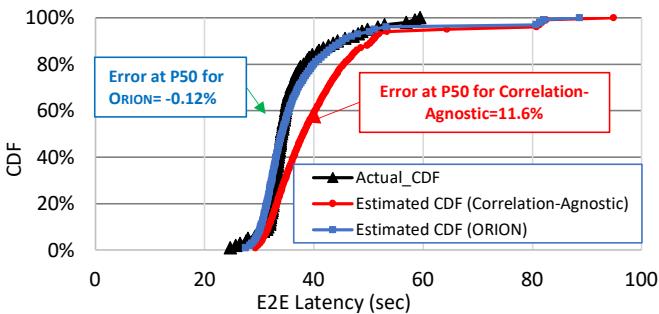 100%
80%
60%
40%
20%
0%
CDF
Error at P50 for
ORION= -0.12%
Error at P50 for Correlation-
Agnostic=11.6%
Actual_CDF
Estimated CDF (Correlation-Agnostic)
Estimated CDF (ORION)
0 20 40 60 80 100
E2E Latency (sec)